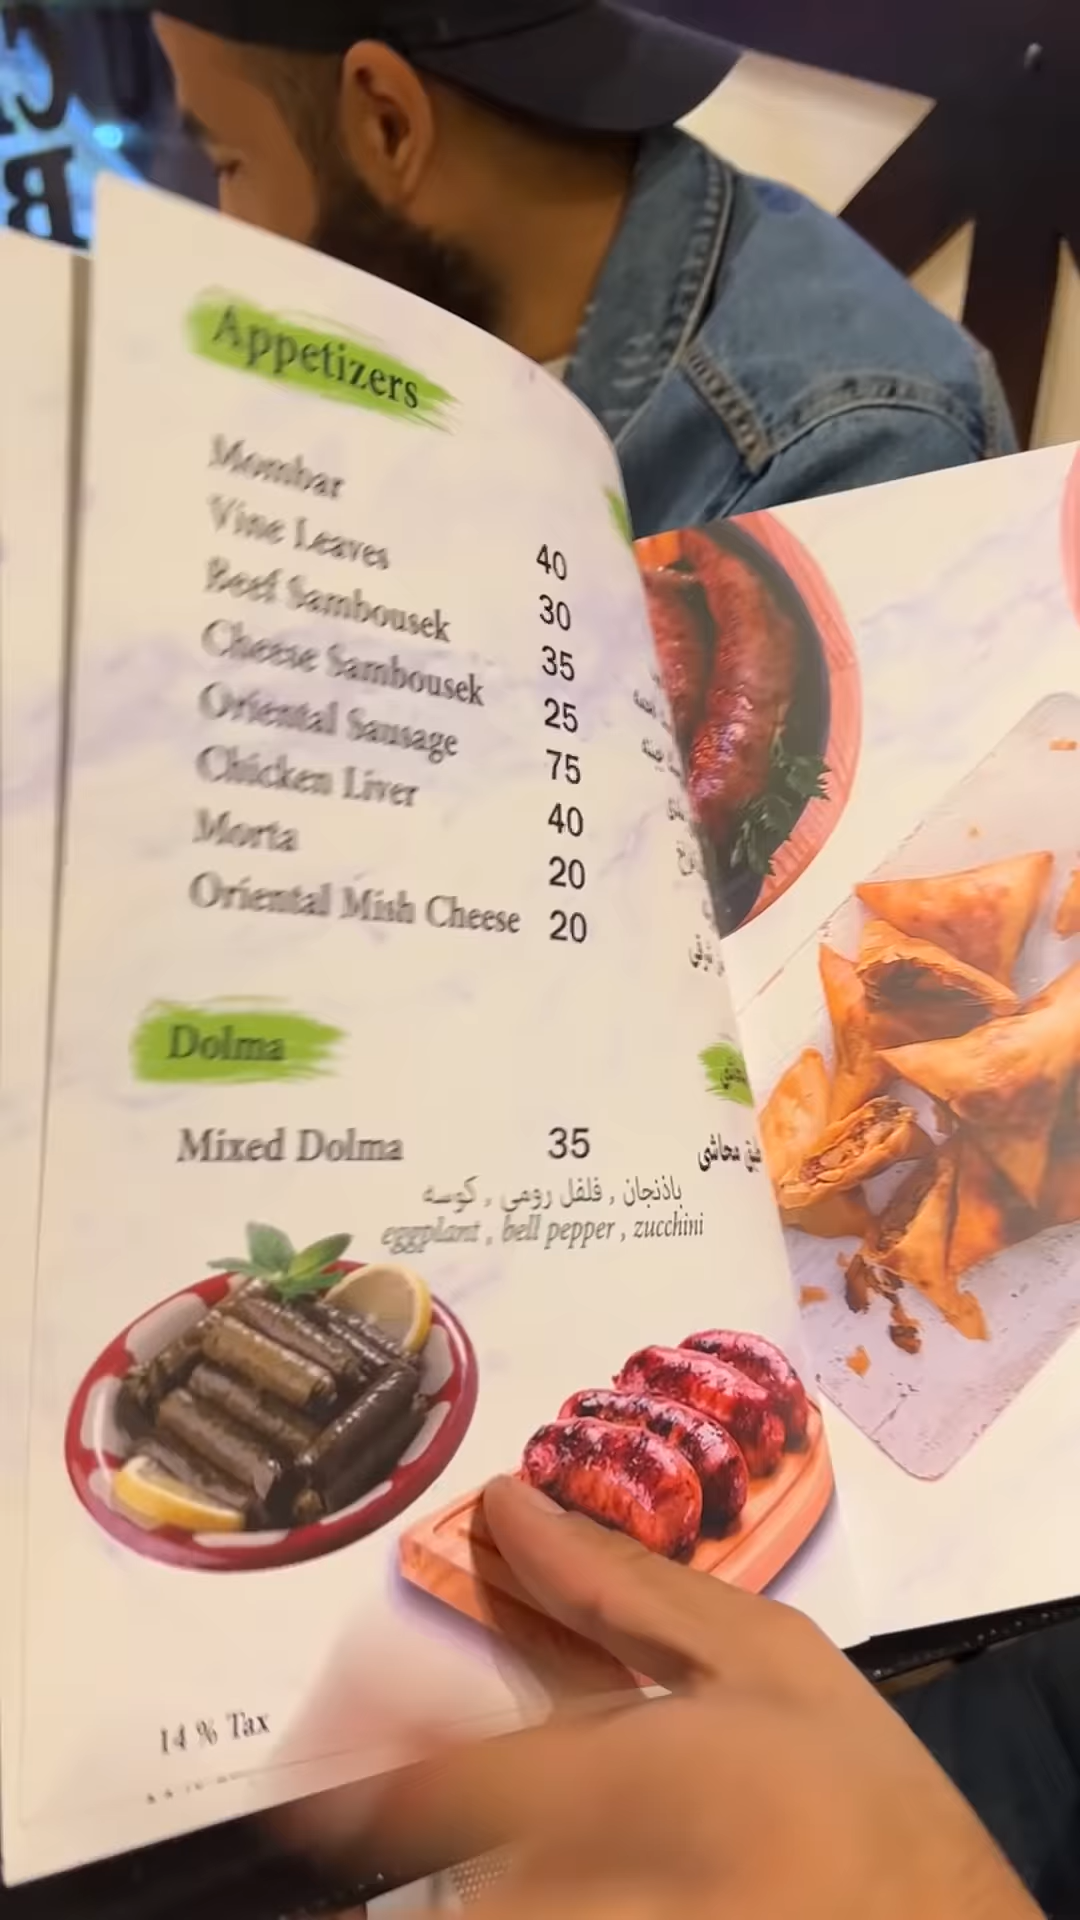 Appetizers
Mombar 40
Vine Leaves 30
Beef Sambousek 35
Cheese Sambousek 25
Oriental Sausage 75
Chicken Liver 40
Morta 20
Oriental Mish Cheese 20
Dolma
Mixed Dolma 35 طبق محاشى
باذنجان , فلفل رومي , كوسه
eggplant , bell pepper , zucchini
14 % Tax